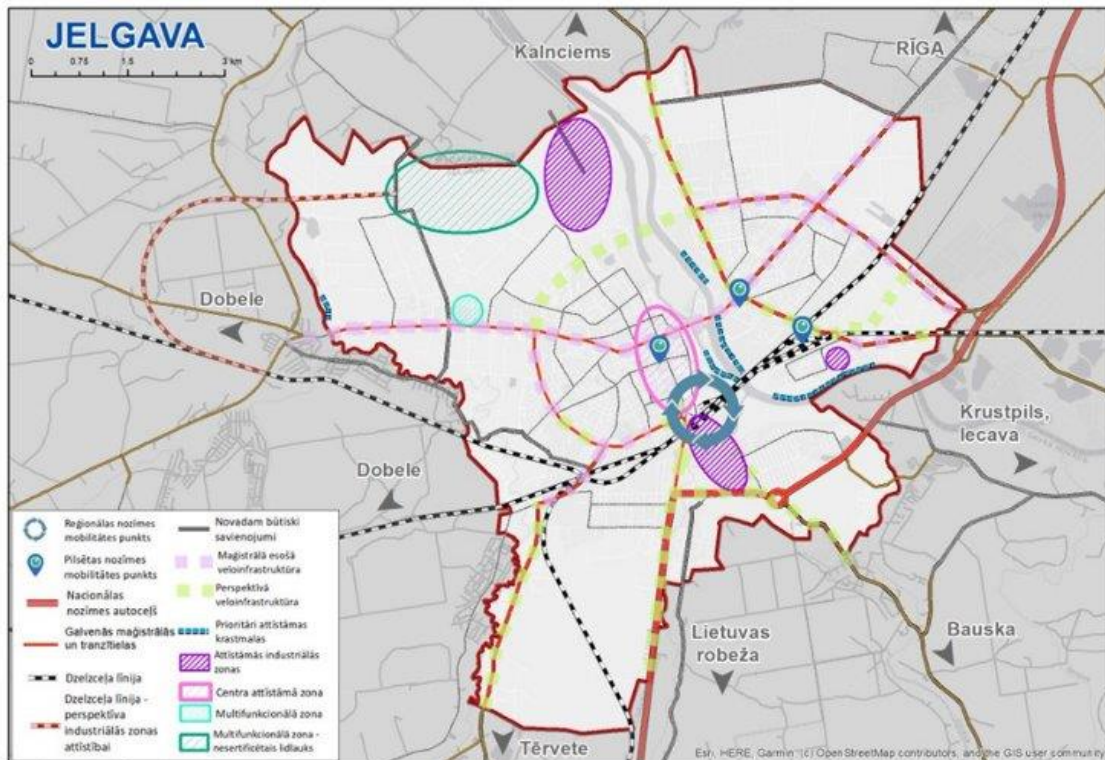 JELGAVA
0 0.75 1.5 3 km
Kalnciems
RĪGA
Dobele
Dobele
Krustpils,
Iecava
Lietuvas
robeža
Bauska
Tērvete
Reģionālas nozīmes
mobilitātes punkts
Pilsētas nozīmes
mobilitātes punkts
Nacionālas
nozīmes autoceļš
Galvenās maģistrālās
un tranzītielas
Dzelzceļa līnija
Dzelzceļa līnija -
perspektīva
industriālās zonas
attīstībai
Novadam būtiski
savienojumi
Maģistrālā esošā
veloinfrastruktūra
Perspektīvā
veloinfrastruktūra
Prioritāri attīstāmas
krastmalas
Attīstāmās industriālās
zonas
Centra attīstāmā zona
Multifunkcionālā zona
Multifunkcionālā zona -
nesertificētais lidlauks
Esri, HERE, Garmin, (c) OpenStreetMap contributors, and the GIS user community